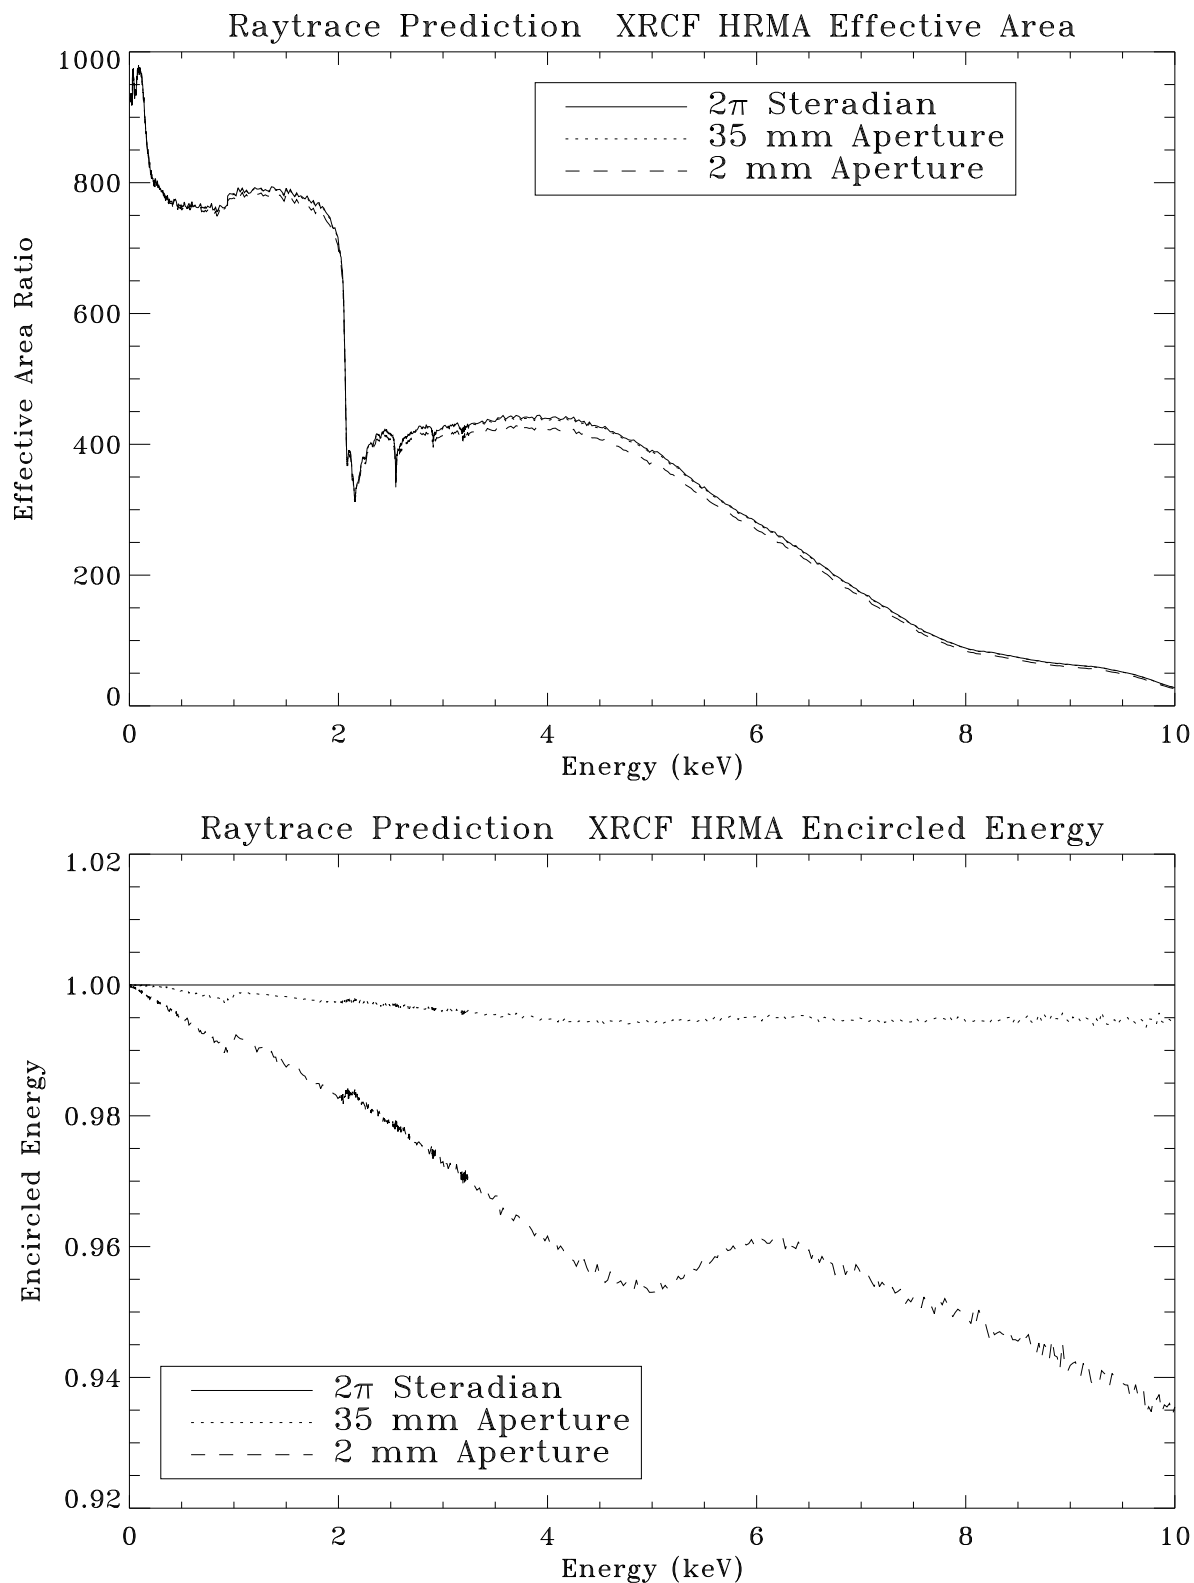 Raytrace Prediction XRCF HRMA Effective Area
1000
800
600
400
200
0
Effective Area Ratio
2π Steradian
35 mm Aperture
2 mm Aperture
0 2 4 6 8 10
Energy (keV)
Raytrace Prediction XRCF HRMA Encircled Energy
1.02
1.00
0.98
0.96
0.94
0.92
Encircled Energy
2π Steradian
35 mm Aperture
2 mm Aperture
0 2 4 6 8 10
Energy (keV)